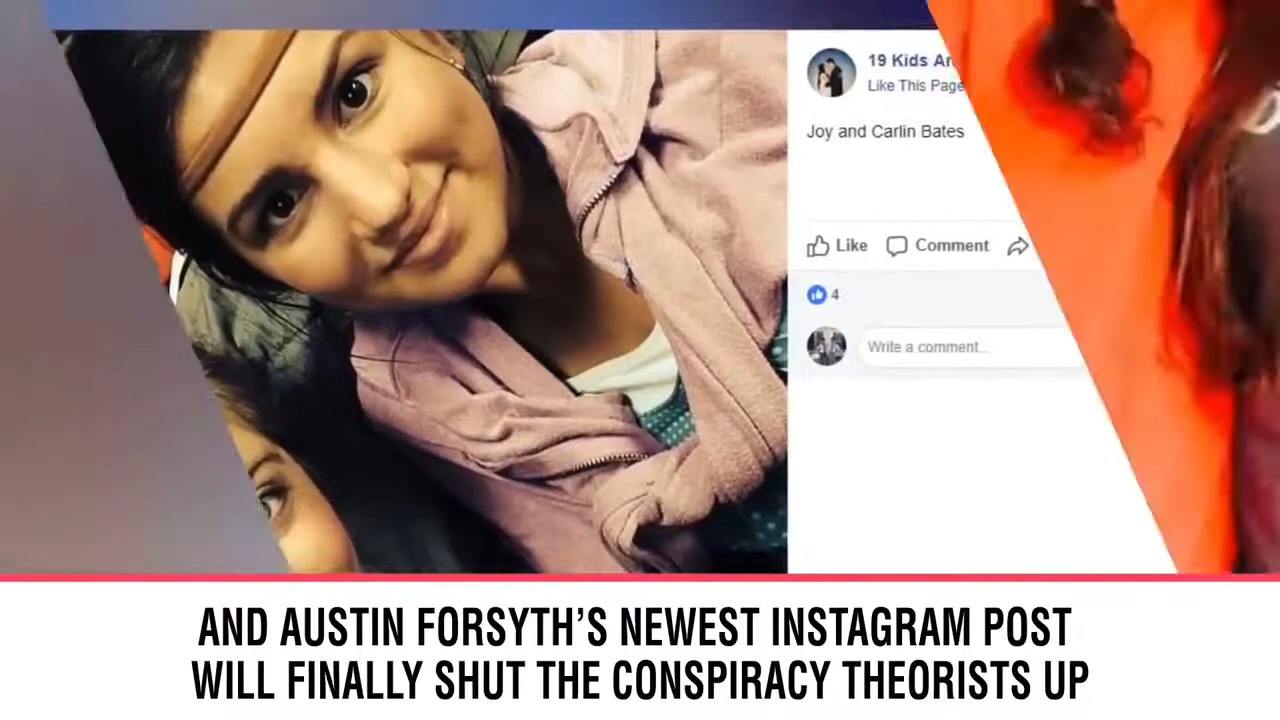 19 Kids
Like This Page
Joy and Carlin Bates
Like Comment
4
Write a comment...
AND AUSTIN FORSYTH’S NEWEST INSTAGRAM POST
WILL FINALLY SHUT THE CONSPIRACY THEORISTS UP